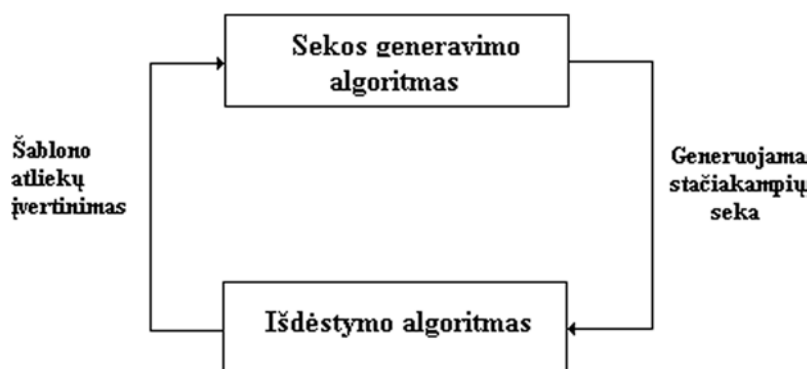 Sekos generavimo
algoritmas
Šablono
atliekų
įvertinimas
Generuojama
stačiakampių
seka
Išdėstymo algoritmas